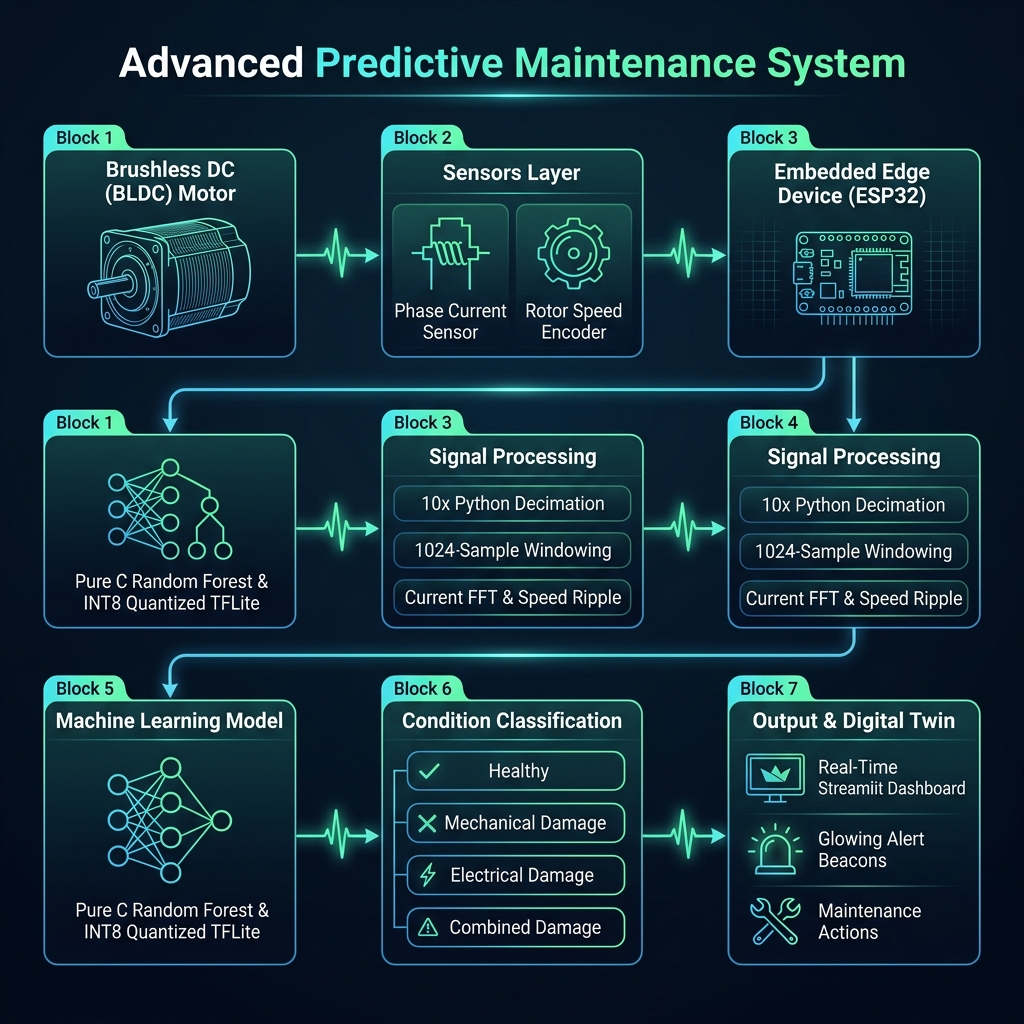 Advanced Predictive Maintenance System
Block 1
Brushless DC
(BLDC) Motor
Block 2
Sensors Layer
Phase Current
Sensor
Rotor Speed
Encoder
Block 3
Embedded Edge
Device (ESP32)
Block 1
Pure C Random Forest &
INT8 Quantized TFLite
Block 3
Signal Processing
10x Python Decimation
1024-Sample Windowing
Current FFT & Speed Ripple
Block 4
Signal Processing
10x Python Decimation
1024-Sample Windowing
Current FFT & Speed Ripple
Block 5
Machine Learning Model
Pure C Random Forest &
INT8 Quantized TFLite
Block 6
Condition Classification
Healthy
Mechanical Damage
Electrical Damage
Combined Damage
Block 7
Output & Digital Twin
Real-Time
Streamiit Dashboard
Glowing Alert
Beacons
Maintenance
Actions